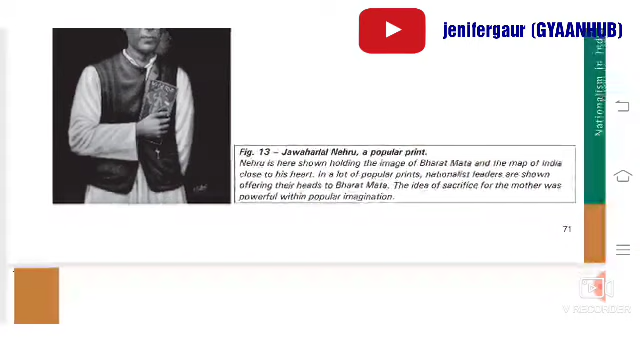 jenifergaur (GYAANHUB)
Nationalism in Ind
Fig. 13 – Jawaharlal Nehru, a popular print.
Nehru is here shown holding the image of Bharat Mata and the map of India
close to his heart. In a lot of popular prints, nationalist leaders are shown
offering their heads to Bharat Mata. The idea of sacrifice for the mother was
powerful within popular imagination.
71
V RECORDER